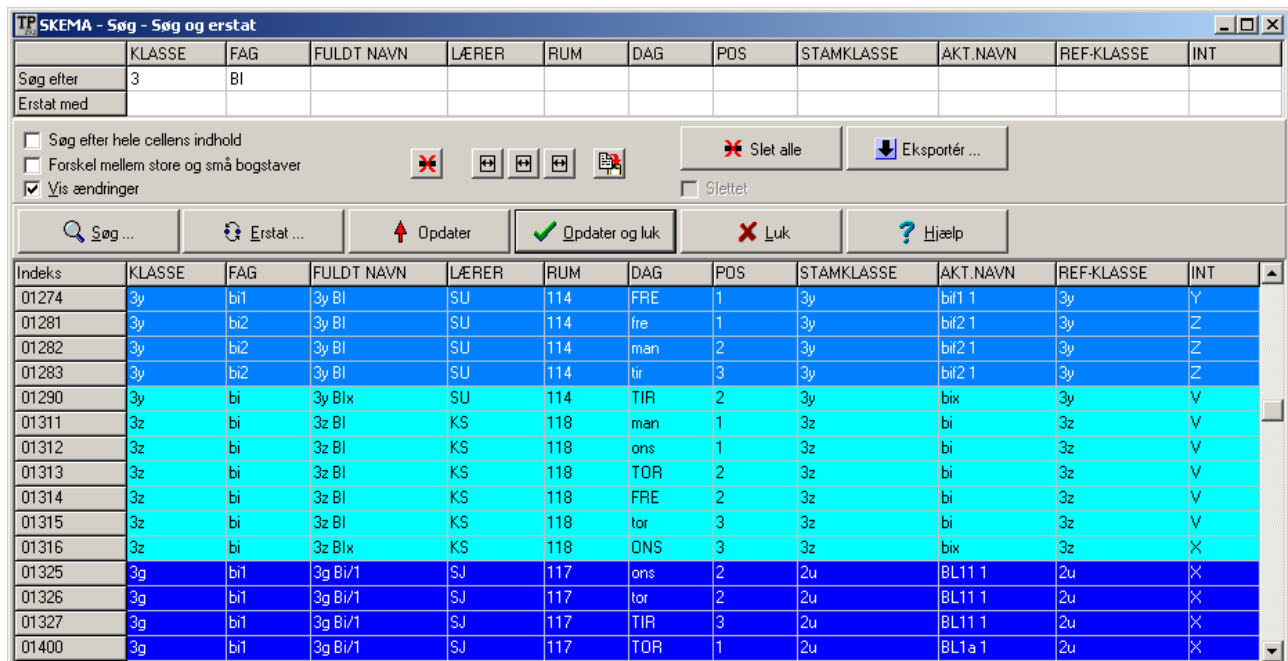 TP SKEMA - Søg - Søg og erstat
KLASSE FAG FULDT NAVN LÆRER RUM DAG POS STAMKLASSE AKT.NAVN REF-KLASSE INT
Søg efter 3 BI
Erstat med
Søg efter hele cellens indhold
Forskel mellem store og små bogstaver
Vis ændringer
Slet alle
Eksportér ...
Slettet
Søg ...
Erstat ...
Opdater
Opdater og luk
Luk
Hjælp
Indeks KLASSE FAG FULDT NAVN LÆRER RUM DAG POS STAMKLASSE AKT.NAVN REF-KLASSE INT
01274 3y bi1 3y BI SU 114 FRE 1 3y bif1 1 3y Y
01281 3y bi2 3y BI SU 114 fre 1 3y bif2 1 3y Z
01282 3y bi2 3y BI SU 114 man 2 3y bif2 1 3y Z
01283 3y bi2 3y BI SU 114 tir 3 3y bif2 1 3y Z
01290 3y bi 3y BIx SU 114 TIR 2 3y bix 3y V
01311 3z bi 3z BI KS 118 man 1 3z bi 3z V
01312 3z bi 3z BI KS 118 ons 1 3z bi 3z V
01313 3z bi 3z BI KS 118 TOR 2 3z bi 3z V
01314 3z bi 3z BI KS 118 FRE 2 3z bi 3z V
01315 3z bi 3z BI KS 118 tor 3 3z bi 3z V
01316 3z bi 3z BIx KS 118 ONS 3 3z bix 3z X
01325 3g bi1 3g Bi/1 SJ 117 ons 2 2u BL11 1 2u X
01326 3g bi1 3g Bi/1 SJ 117 tor 2 2u BL11 1 2u X
01327 3g bi1 3g Bi/1 SJ 117 TIR 3 2u BL11 1 2u X
01400 3g bi1 3g Bi/1 SJ 117 TOR 1 2u BL1a 1 2u X